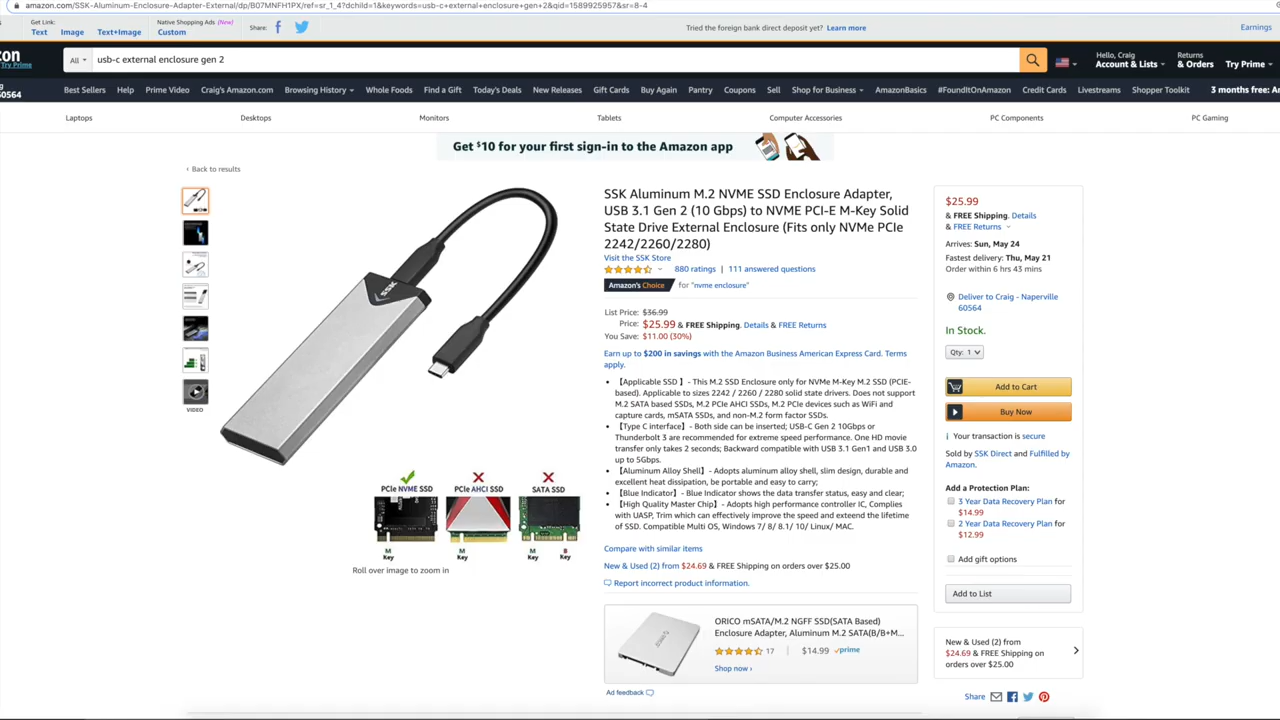 amazon.com/SSK-Aluminum-Enclosure-Adapter-External/dp/B07MNFH1PX/ref=sr_1_4?dchild=1&keywords=usb-c+external+enclosure+gen+2&qid=1589925957&sr=8-4
Get Link:
Text Image Text+Image
Native Shopping Ads (New)
Custom
Share:
Tried the foreign bank direct deposit yet? Learn more
Earnings
Try Prime
All
usb-c external enclosure gen 2
Hello, Craig
Account & Lists
Returns
& Orders
Try Prime
60564
Best Sellers Help Prime Video Craig's Amazon.com Browsing History Whole Foods Find a Gift Today's Deals New Releases Gift Cards Buy Again Pantry Coupons Sell Shop for Business AmazonBasics #FoundItOnAmazon Credit Cards Livestreams Shopper Toolkit
3 months free:
Laptops Desktops Monitors Tablets Computer Accessories PC Components PC Gaming
Get $10 for your first sign-in to the Amazon app
‹ Back to results
SSK Aluminum M.2 NVME SSD Enclosure Adapter,
USB 3.1 Gen 2 (10 Gbps) to NVME PCI-E M-Key Solid
State Drive External Enclosure (Fits only NVMe PCIe
2242/2260/2280)
Visit the SSK Store
880 ratings | 111 answered questions
Amazon's Choice for "nvme enclosure"
List Price: $36.99
Price: $25.99 & FREE Shipping. Details & FREE Returns
You Save: $11.00 (30%)
Earn up to $200 in savings with the Amazon Business American Express Card. Terms
apply.
• 【Applicable SSD 】- This M.2 SSD Enclosure only for NVMe M-Key M.2 SSD (PCIE-
based). Applicable to sizes 2242 / 2260 / 2280 solid state drives. Does not support
M.2 SATA based SSDs, M.2 PCIe AHCI SSDs, M.2 PCIe devices such as WiFi and
capture cards, mSATA SSDs, and non-M.2 form factor SSDs.
• 【Type C interface】- Both side can be inserted; USB-C Gen 2 10Gbps or
Thunderbolt 3 are recommended for extreme speed performance. One HD movie
transfer only takes 2 seconds; Backward compatible with USB 3.1 Gen1 and USB 3.0
up to 5Gbps.
• 【Aluminum Alloy Shell】- Adopts aluminum alloy shell, slim design, durable and
excellent heat dissipation, be portable and easy to carry;
• 【Blue Indicator】- Blue Indicator shows the data transfer status, easy and clear;
• 【High Quality Master Chip】- Adopts high performance controller IC, Complies
with UASP, Trim which can effectively improve the speed and extend the lifetime
of SSD. Compatible Multi OS, Windows 7/ 8/ 8.1/ 10/ Linux/ MAC.
Compare with similar items
New & Used (2) from $24.69 & FREE Shipping on orders over $25.00
Report incorrect product information.
VIDEO
SSK
PCIe NVME SSD PCIe AHCI SSD SATA SSD
M
Key
M
Key
M
Key
B
Key
Roll over image to zoom in
ORICO mSATA/M.2 NGFF SSD(SATA Based)
Enclosure Adapter, Aluminum M.2 SATA(B/B+M...
17 | $14.99 prime
Shop now ›
Ad feedback
$25.99
& FREE Shipping. Details
& FREE Returns
Arrives: Sun, May 24
Fastest delivery: Thu, May 21
Order within 6 hrs 43 mins
Deliver to Craig - Naperville
60564
In Stock.
Qty: 1
Add to Cart
Buy Now
Your transaction is secure
Sold by SSK Direct and Fulfilled by
Amazon.
Add a Protection Plan:
3 Year Data Recovery Plan for
$14.99
2 Year Data Recovery Plan for
$12.99
Add gift options
Add to List
New & Used (2) from
$24.69 & FREE Shipping on
orders over $25.00
Share